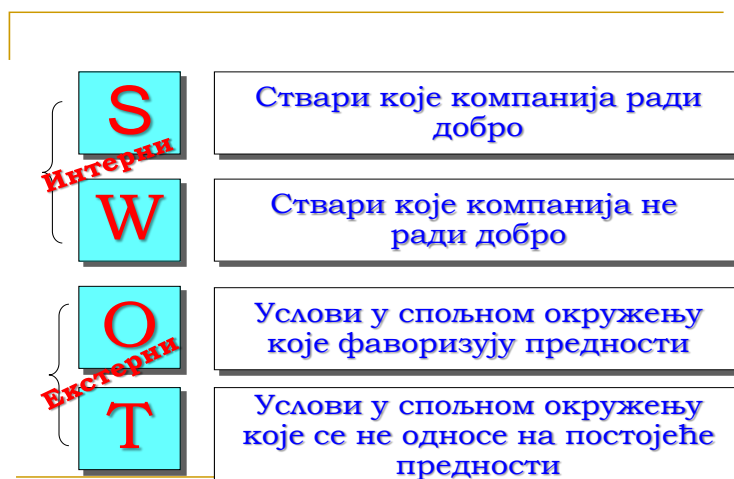 S
Ствари које компанија ради
добро
Интерни
W
Ствари које компанија не
ради добро
O
Услови у спољном окружењу
које фаворизују предности
Екстерни
T
Услови у спољном окружењу
које се не односе на постојеће
предности